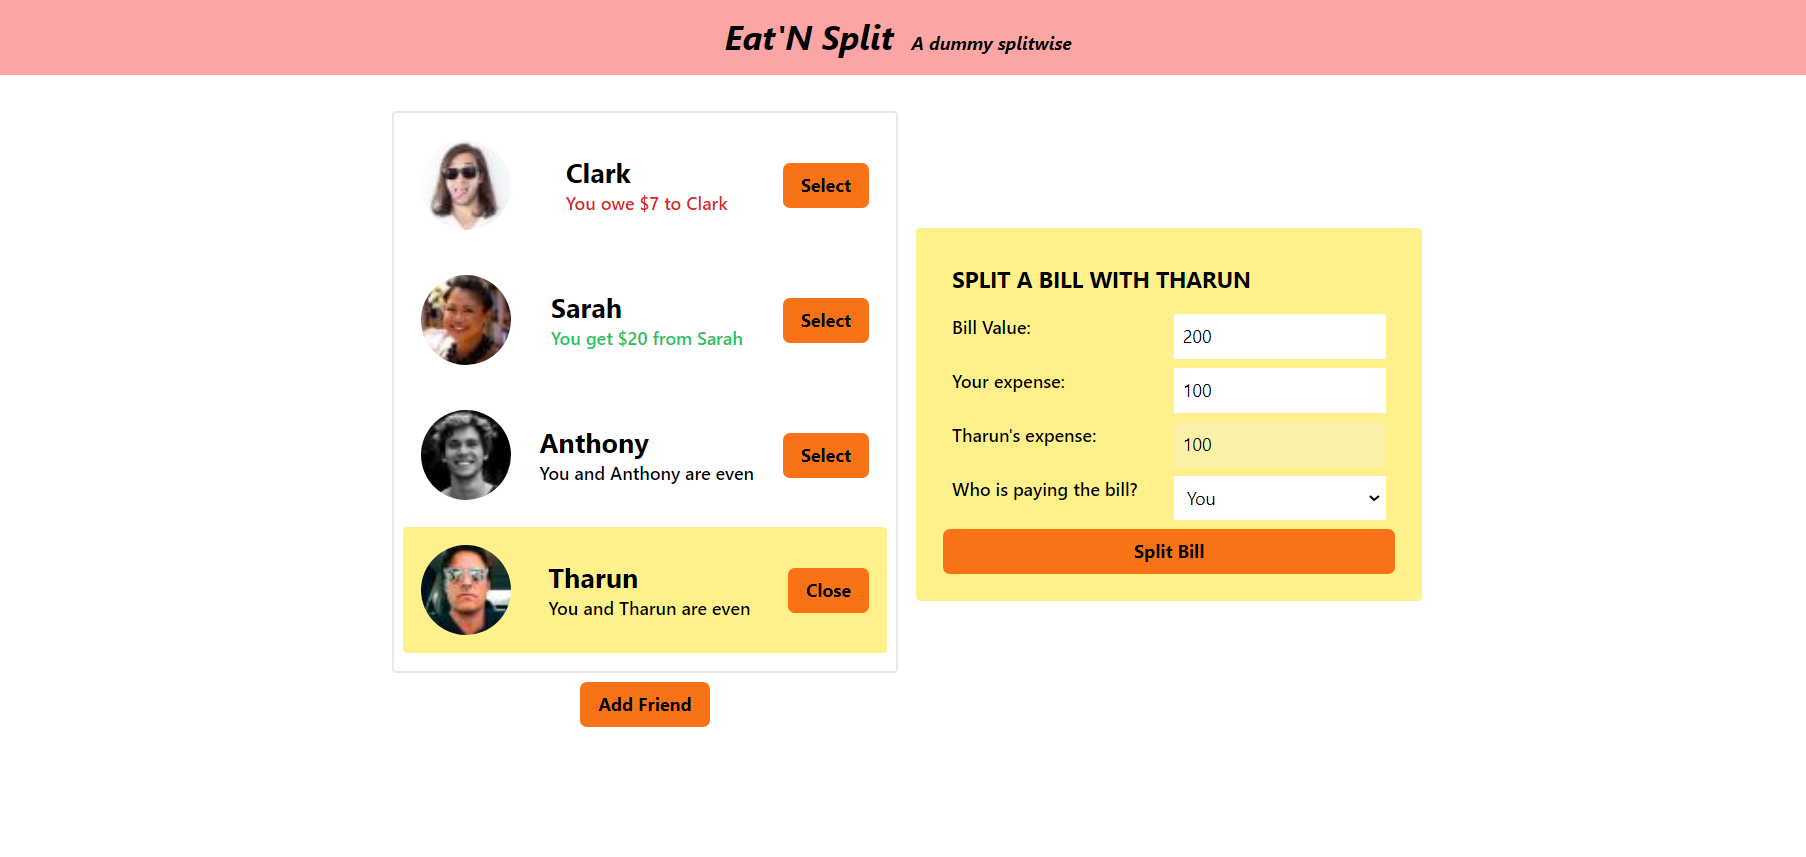 Eat'N Split A dummy splitwise
Clark
You owe $7 to Clark
Select
Sarah
You get $20 from Sarah
Select
Anthony
You and Anthony are even
Select
Tharun
You and Tharun are even
Close
Add Friend
SPLIT A BILL WITH THARUN
Bill Value: 200
Your expense: 100
Tharun's expense: 100
Who is paying the bill? You
Split Bill